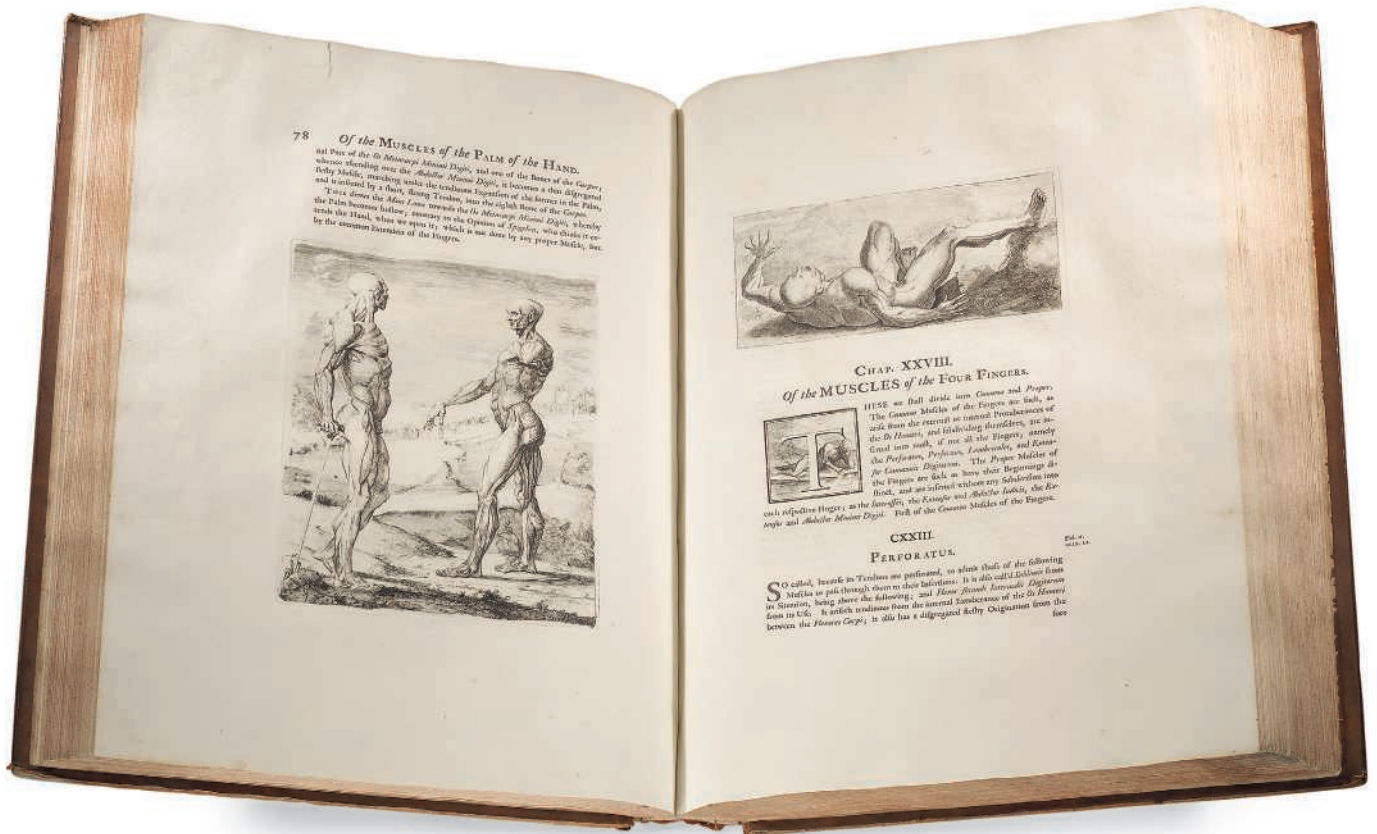 78 Of the MUSCLES of the PALM of the HAND.
nal Part of the Os Metacarpi Minimi Digiti, and one of the Bones of the Carpus;
whence ascending over the Abductor Minimi Digiti, it becomes a thin disgregated
fleshy Muscle, marching under the tendinous Expansion of the former in the Palm,
and is inserted by a short, strong Tendon, into the eighth Bone of the Carpus.
THIS draws the Mons Lunæ towards the Os Metacarpi Minimi Digiti, whereby
the Palm becomes hollow; contrary to the Opinion of Spigelius, who thinks it ex-
tends the Hand, when we open it; which is not done by any proper Muscle, but
by the common Extensors of the Fingers.
CHAP. XXVIII.
Of the MUSCLES of the FOUR FINGERS.
THESE we shall divide into Common and Proper.
The Common Muscles of the Fingers are such, as
arise from the external or internal Protuberances of
the Os Humeri, and subdividing themselves, are in-
serted into most, if not all the Fingers; namely
the Perforatus, Perforans, Lumbricales, and Exten-
sor Communis Digitorum. The Proper Muscles of
the Fingers are such as have their Beginnings di-
stinct, and are inserted without any Subdivision into
each respective Finger; as the Interossei, the Extensor and Abductor Indicis, the Ex-
tensor and Abductor Minimi Digiti. First of the Common Muscles of the Fingers.
CXXIII.
PERFORATUS.
SO called, because its Tendons are perforated, to admit those of the following
Muscles to pass through them to their Insertions. It is also call'd Sublimis from
its Situation, being above the following; and Flexor secundi Internodii Digitorum
from its Use. It ariseth tendinous from the internal Extuberance of the Os Humeri
between the Flexores Carpi; it also has a disgregated fleshy Origination from the
fore